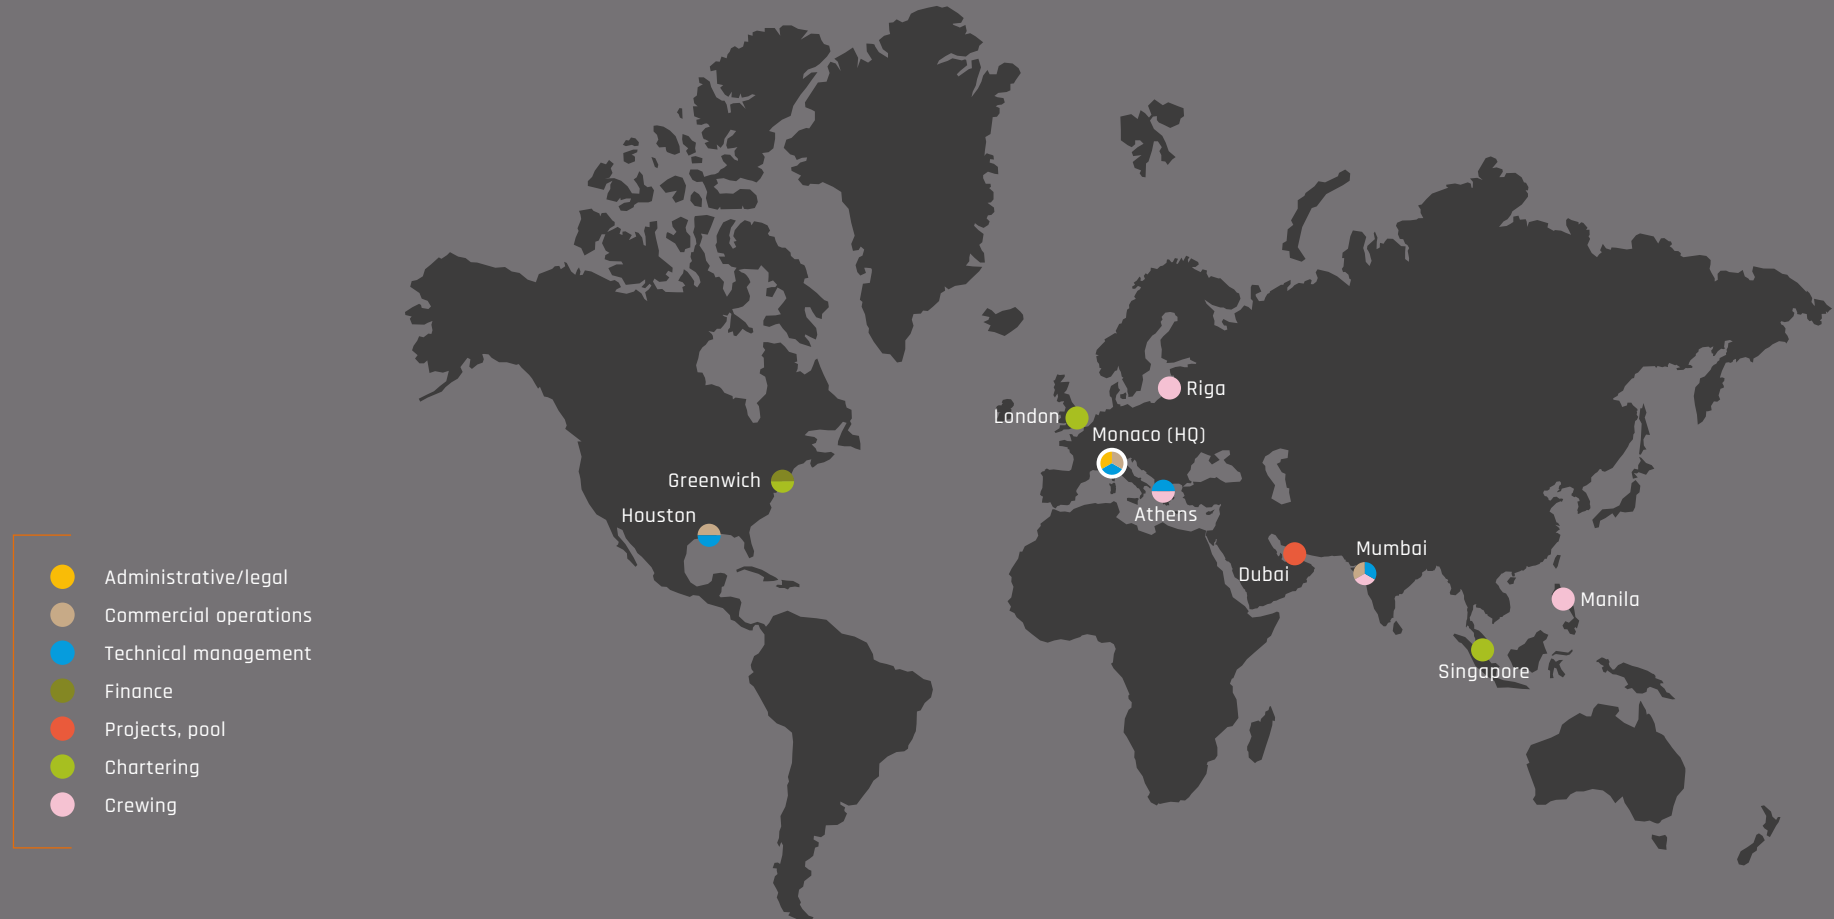 Riga
London
Monaco (HQ)
Greenwich
Athens
Houston
Mumbai
Dubai
Manila
Singapore
Administrative/legal
Commercial operations
Technical management
Finance
Projects, pool
Chartering
Crewing